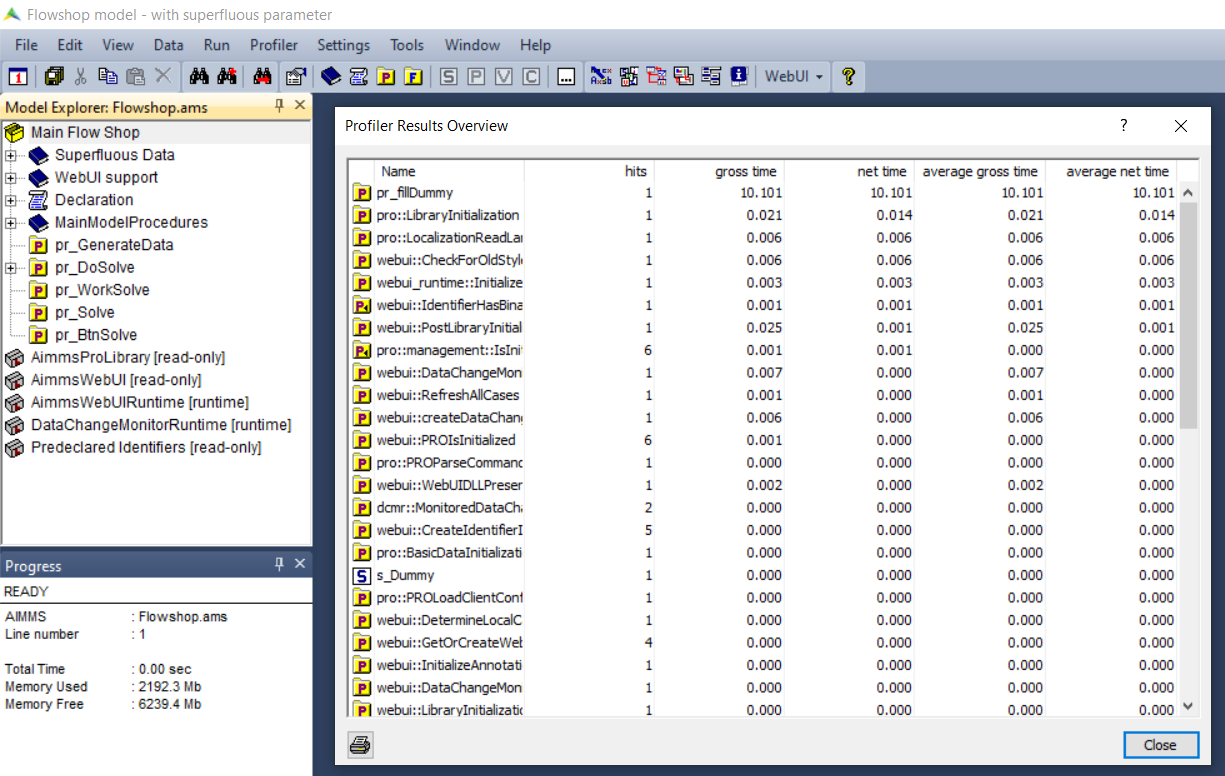 Flowshop model - with superfluous parameter
File Edit View Data Run Profiler Settings Tools Window Help
1 P F S P V C ... WebUI ?
Model Explorer: Flowshop.ams
Main Flow Shop
Superfluous Data
WebUI support
Declaration
MainModelProcedures
P pr_GenerateData
P pr_DoSolve
P pr_WorkSolve
P pr_Solve
P pr_BtnSolve
AimmsProLibrary [read-only]
AimmsWebUI [read-only]
AimmsWebUIRuntime [runtime]
DataChangeMonitorRuntime [runtime]
Predeclared Identifiers [read-only]
Progress
READY
AIMMS : Flowshop.ams
Line number : 1
Total Time : 0.00 sec
Memory Used : 2192.3 Mb
Memory Free : 6239.4 Mb
Profiler Results Overview ?
Name hits gross time net time average gross time average net time
P pr_fillDummy 1 10.101 10.101 10.101 10.101
P pro::LibraryInitialization 1 0.021 0.014 0.021 0.014
P pro::LocalizationReadLa 1 0.006 0.006 0.006 0.006
P webui::CheckForOldStyl 1 0.006 0.006 0.006 0.006
P webui_runtime::Initialize 1 0.003 0.003 0.003 0.003
P webui::IdentifierHasBina 1 0.001 0.001 0.001 0.001
P webui::PostLibraryInitial 1 0.025 0.001 0.025 0.001
P pro::management::IsIni 6 0.001 0.001 0.000 0.000
P webui::DataChangeMon 1 0.007 0.000 0.007 0.000
P webui::RefreshAllCases 1 0.001 0.000 0.001 0.000
P webui::createDataChan 1 0.006 0.000 0.006 0.000
P webui::PROIsInitialized 6 0.001 0.000 0.000 0.000
P pro::PROParseCommanc 1 0.000 0.000 0.000 0.000
P webui::WebUIDLLPreser 1 0.002 0.000 0.002 0.000
P dcmr::MonitoredDataCh 2 0.000 0.000 0.000 0.000
P webui::CreateIdentifierI 5 0.000 0.000 0.000 0.000
P pro::BasicDataInitializati 1 0.000 0.000 0.000 0.000
S s_Dummy 1 0.000 0.000 0.000 0.000
P pro::PROLoadClientConf 1 0.000 0.000 0.000 0.000
P webui::DetermineLocalC 1 0.000 0.000 0.000 0.000
P webui::GetOrCreateWeb 4 0.000 0.000 0.000 0.000
P webui::InitializeAnnotati 1 0.000 0.000 0.000 0.000
P webui::DataChangeMon 1 0.000 0.000 0.000 0.000
P webui::LibraryInitializatio 1 0.000 0.000 0.000 0.000
Close